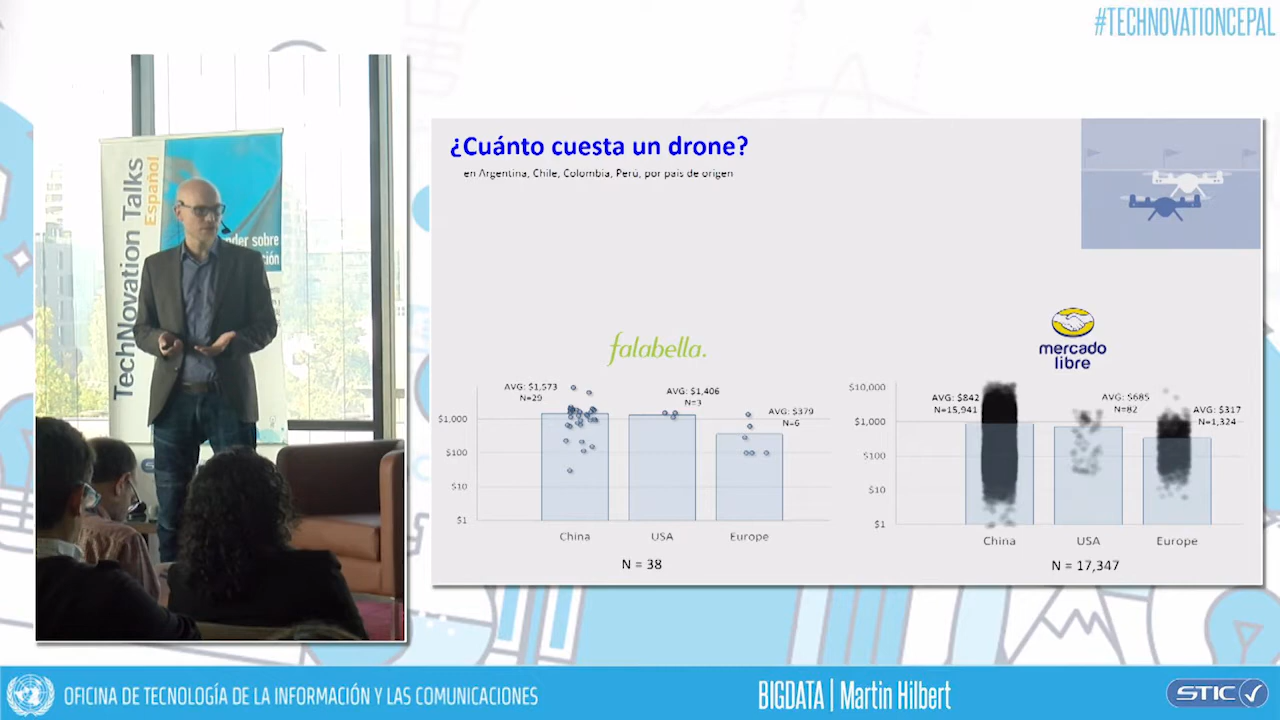 #TECHNOVATIONCEPAL
TechNovation Talks
Español
der sobre
ción
¿Cuánto cuesta un drone?
en Argentina, Chile, Colombia, Perú, por país de origen
falabella.
AVG: $1,573
N=29
AVG: $1,406
N=3
AVG: $379
N=6
$1,000
$100
$10
$1
China
USA
Europe
N = 38
mercado
libre
$10,000
AVG: $842
N=15,941
AVG: $685
N=82
AVG: $317
N=1,324
$1,000
$100
$10
$1
China
USA
Europe
N = 17,347
OFICINA DE TECNOLOGÍA DE LA INFORMACIÓN Y LAS COMUNICACIONES
BIGDATA | Martin Hilbert
STIC